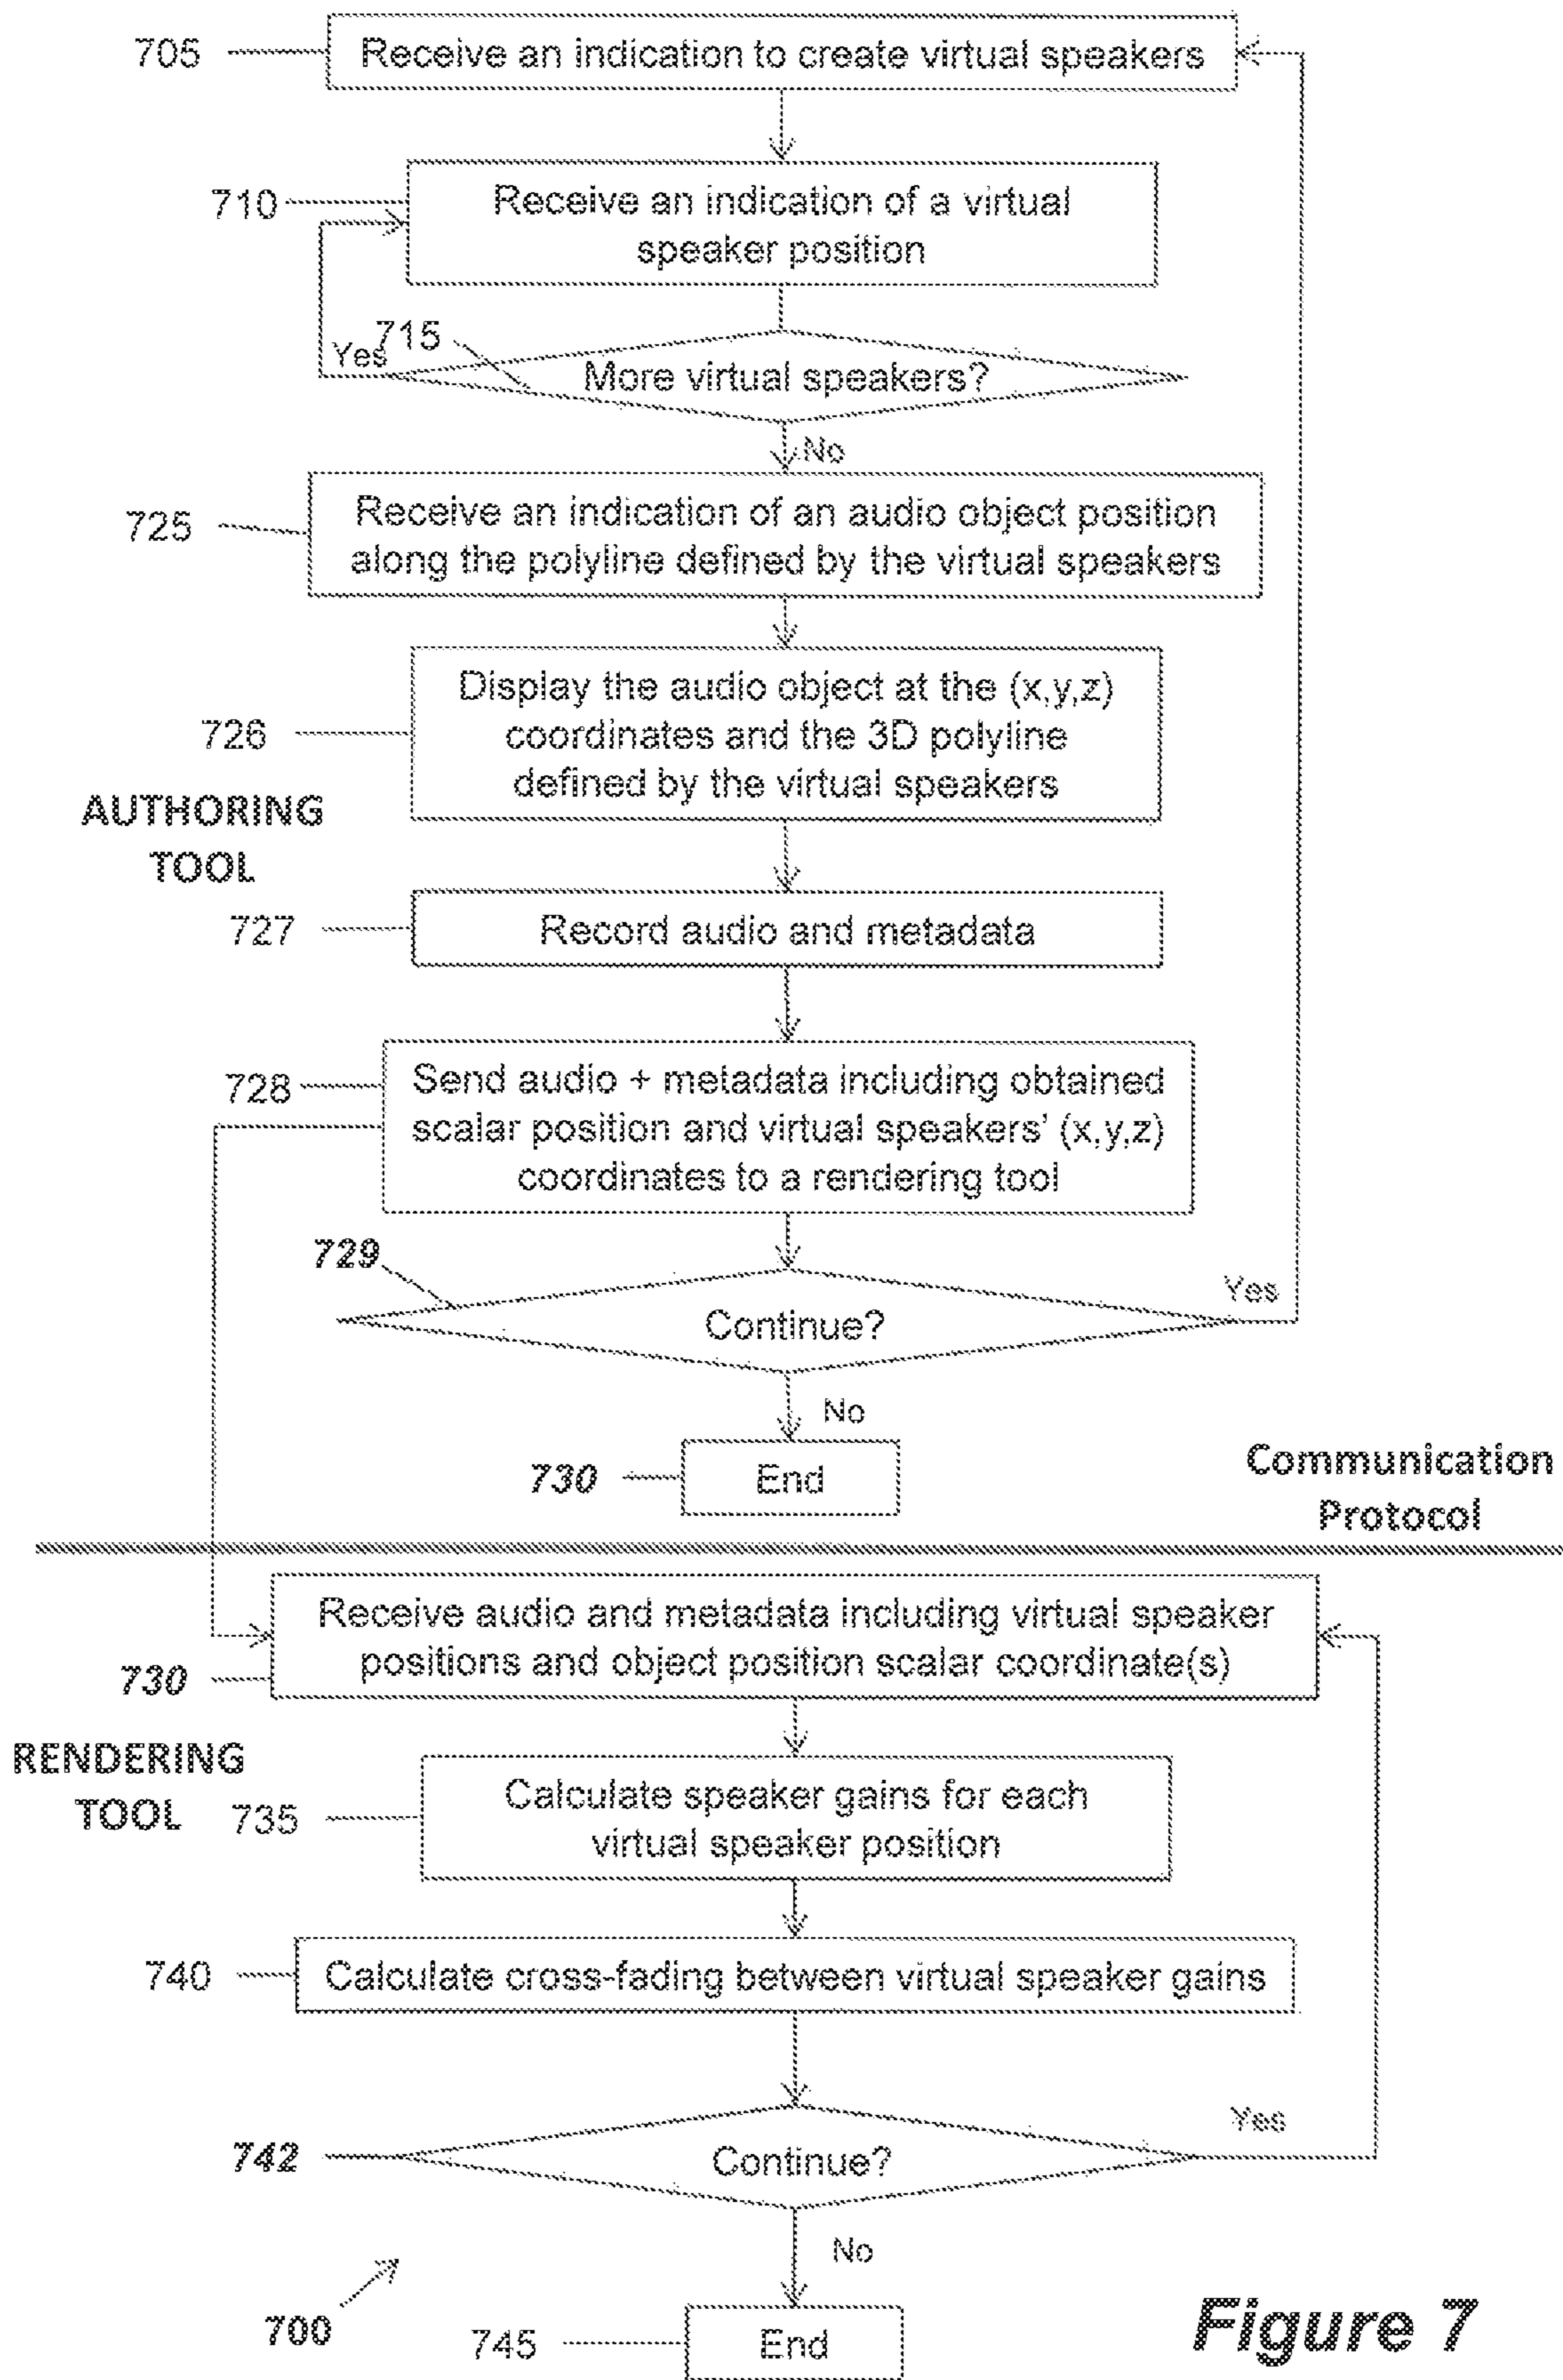 705
Receive an indication to create virtual speakers
710
Receive an indication of a virtual
speaker position
715
Yes
More virtual speakers?
No
725
Receive an indication of an audio object position
along the polyline defined by the virtual speakers
726
Display the audio object at the (x,y,z)
coordinates and the 3D polyline
defined by the virtual speakers
AUTHORING
TOOL
727
Record audio and metadata
728
Send audio + metadata including obtained
scalar position and virtual speakers' (x,y,z)
coordinates to a rendering tool
729
Continue?
Yes
No
730
End
Communication
Protocol
Receive audio and metadata including virtual speaker
positions and object position scalar coordinate(s)
730
RENDERING
TOOL
735
Calculate speaker gains for each
virtual speaker position
740
Calculate cross-fading between virtual speaker gains
742
Continue?
Yes
No
700
745
End
Figure 7